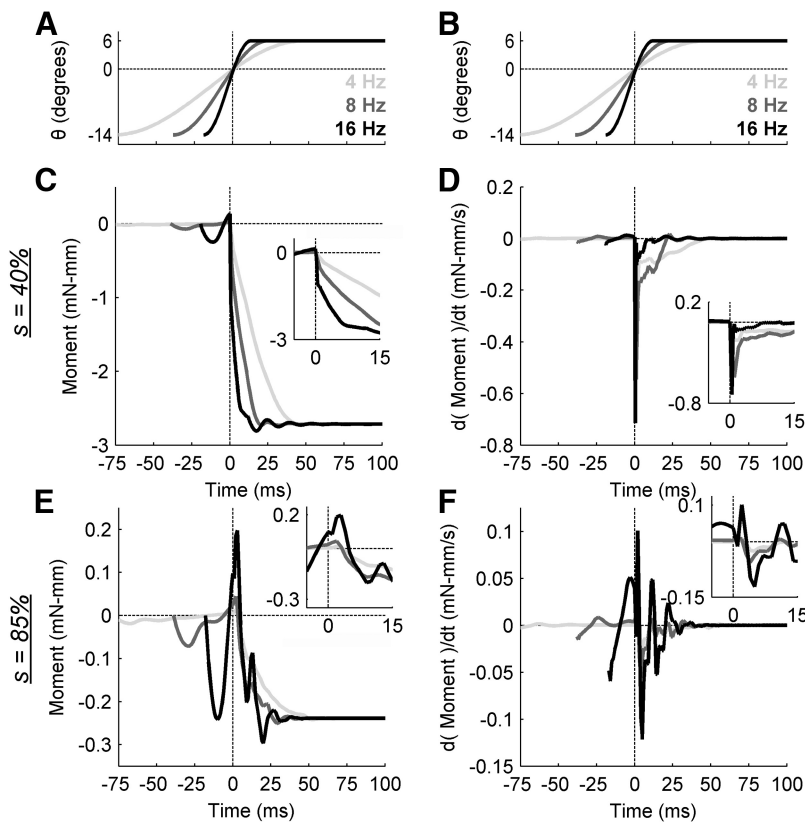 A
B
6
0
-14
θ (degrees)
4 Hz
8 Hz
16 Hz
6
0
-14
θ (degrees)
4 Hz
8 Hz
16 Hz
C
D
s = 40%
Moment (mN-mm)
0
-1
-2
-3
-75 -50 -25 0 25 50 75 100
Time (ms)
0
-3
0 15
d( Moment )/dt (mN-mm/s)
0.2
0
-0.2
-0.4
-0.6
-0.8
-75 -50 -25 0 25 50 75 100
Time (ms)
0.2
-0.8
0 15
E
F
s = 85%
Moment (mN-mm)
0.2
0.1
0
-0.1
-0.2
-0.3
-75 -50 -25 0 25 50 75 100
Time (ms)
0.2
-0.3
0 15
d( Moment )/dt (mN-mm/s)
0.1
0.05
0
-0.05
-0.1
-0.15
-75 -50 -25 0 25 50 75 100
Time (ms)
0.1
-0.15
0 15